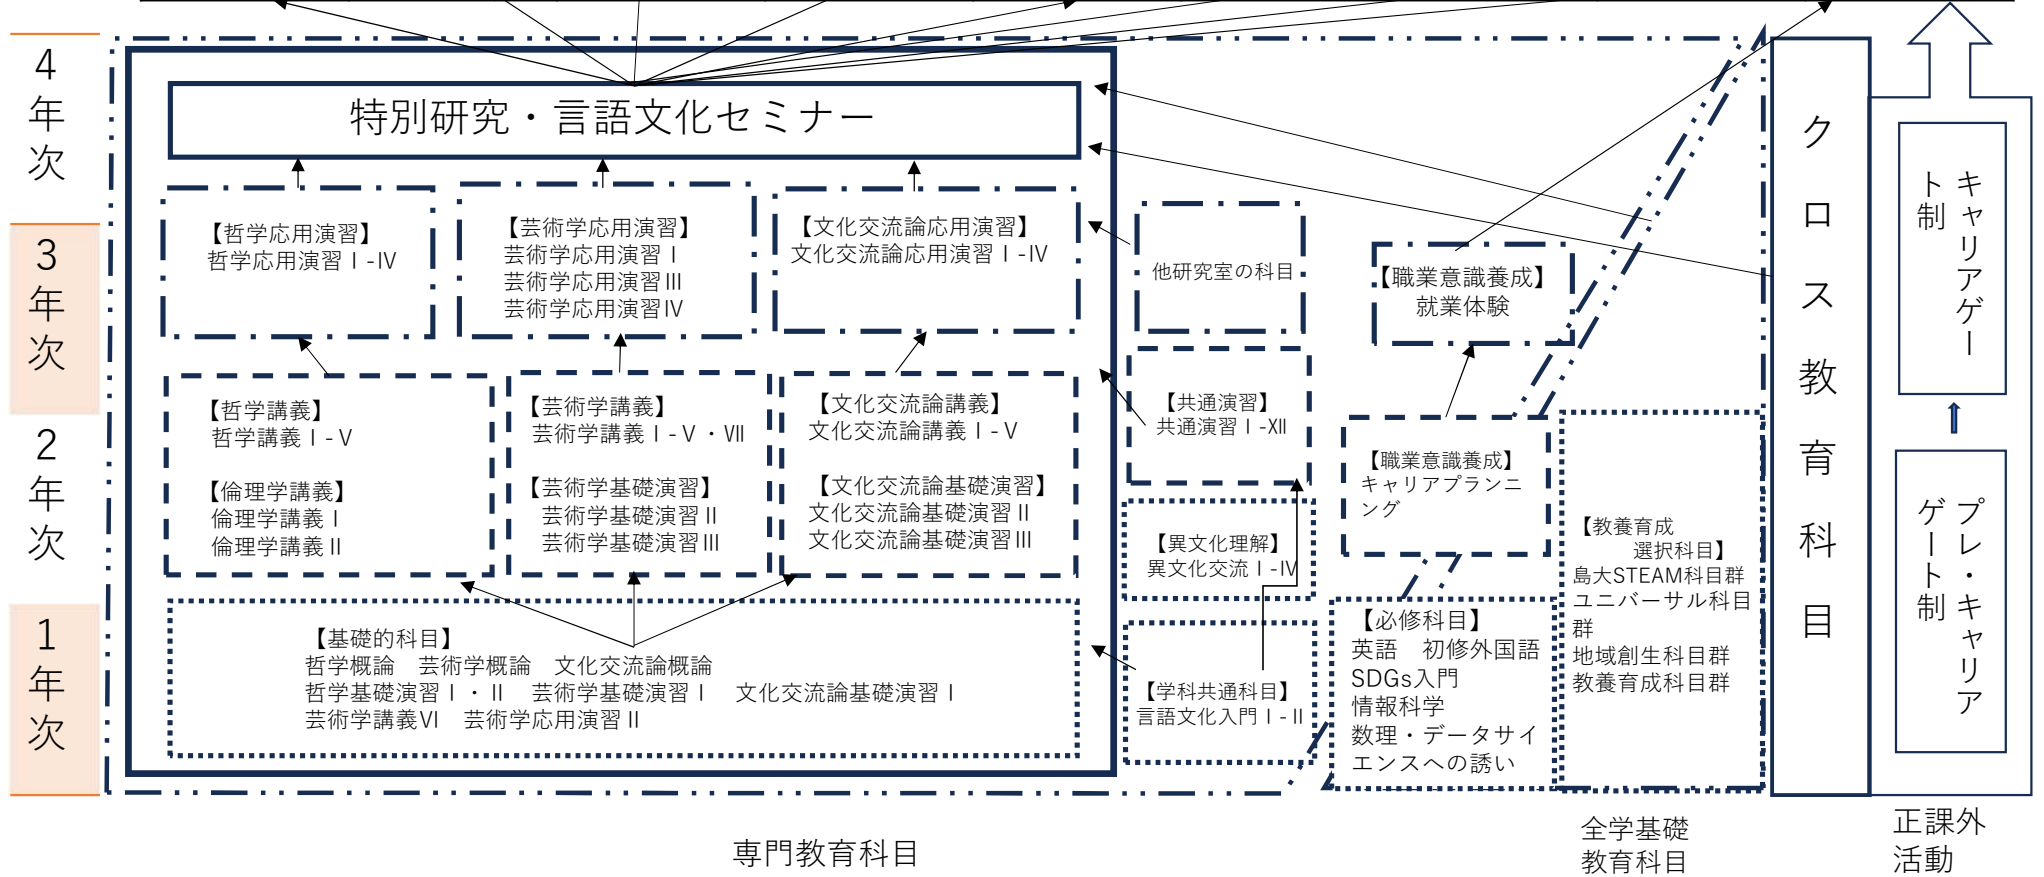 4年次
3年次
2年次
1年次
特別研究・言語文化セミナー
【哲学応用演習】
哲学応用演習Ⅰ-Ⅳ
【芸術学応用演習】
芸術学応用演習Ⅰ
芸術学応用演習Ⅲ
芸術学応用演習Ⅳ
【文化交流論応用演習】
文化交流論応用演習Ⅰ-Ⅳ
他研究室の科目
【職業意識養成】
就業体験
【哲学講義】
哲学講義Ⅰ-Ⅴ
【倫理学講義】
倫理学講義Ⅰ
倫理学講義Ⅱ
【芸術学講義】
芸術学講義Ⅰ-Ⅴ・Ⅶ
【芸術学基礎演習】
芸術学基礎演習Ⅱ
芸術学基礎演習Ⅲ
【文化交流論講義】
文化交流論講義Ⅰ-Ⅴ
【文化交流論基礎演習】
文化交流論基礎演習Ⅱ
文化交流論基礎演習Ⅲ
【共通演習】
共通演習Ⅰ-Ⅻ
【異文化理解】
異文化交流Ⅰ-Ⅳ
【職業意識養成】
キャリアプランニ
ング
【教養育成
選択科目】
島大STEAM科目群
ユニバーサル科目
群
地域創生科目群
教養育成科目群
【基礎的科目】
哲学概論　芸術学概論　文化交流論概論
哲学基礎演習Ⅰ・Ⅱ　芸術学基礎演習Ⅰ　文化交流論基礎演習Ⅰ
芸術学講義Ⅵ　芸術学応用演習Ⅱ
【学科共通科目】
言語文化入門Ⅰ-Ⅱ
【必修科目】
英語　初修外国語
SDGs入門
情報科学
数理・データサイ
エンスへの誘い
クロス教育科目
キャリアゲー
ト制
プレ・キャリア
ゲート制
専門教育科目
全学基礎
教育科目
正課外
活動